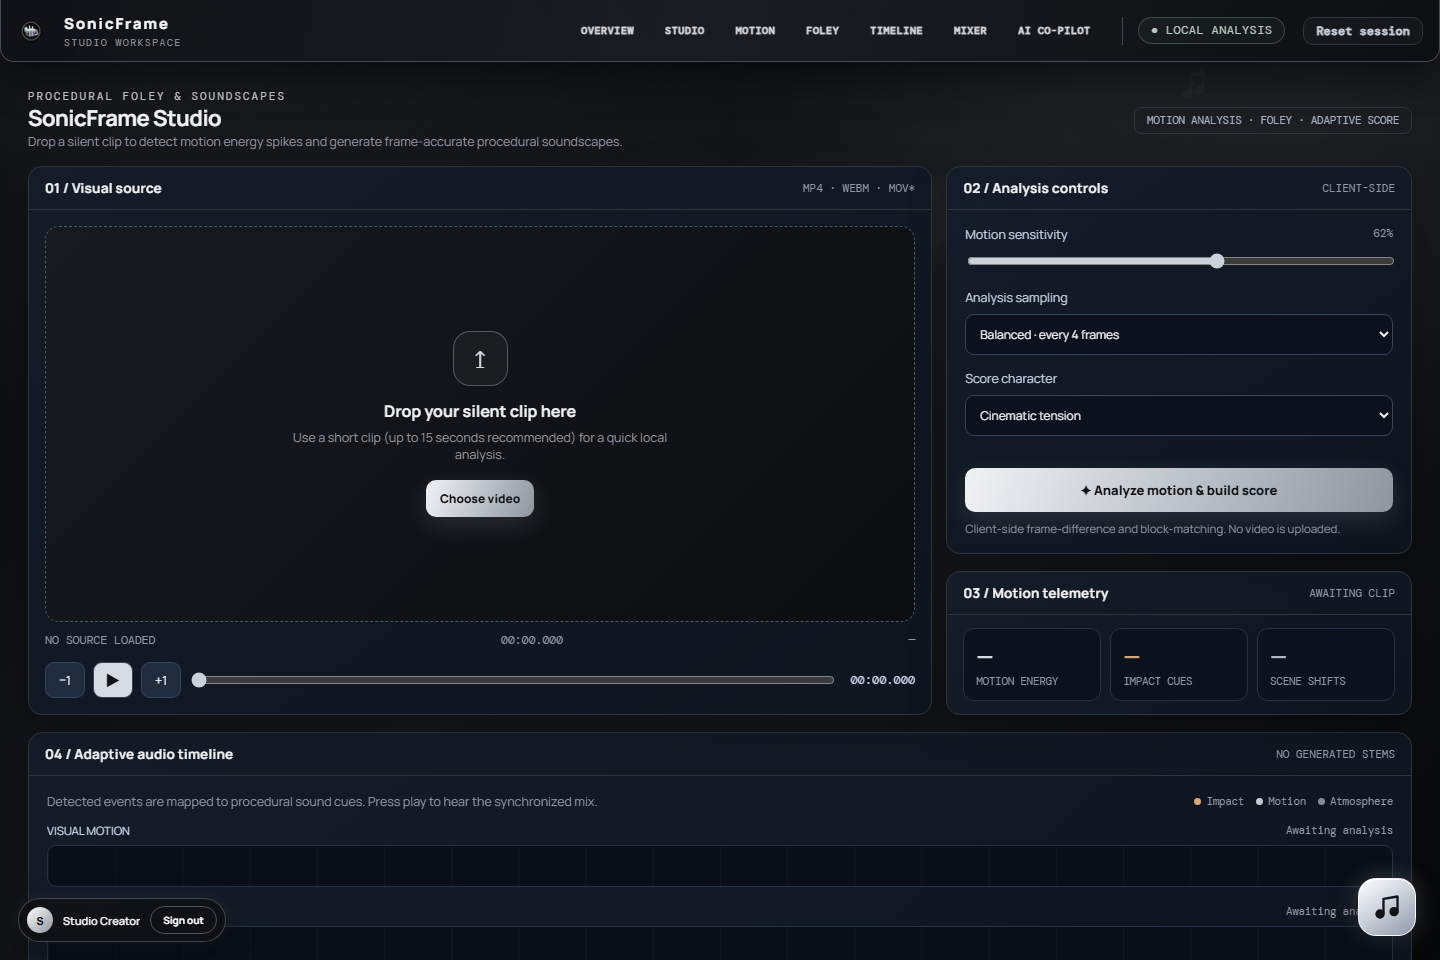 SonicFrame
STUDIO WORKSPACE
OVERVIEW STUDIO MOTION FOLEY TIMELINE MIXER AI CO-PILOT
LOCAL ANALYSIS
Reset session
PROCEDURAL FOLEY & SOUNDSCAPES
SonicFrame Studio
Drop a silent clip to detect motion energy spikes and generate frame-accurate procedural soundscapes.
MOTION ANALYSIS · FOLEY · ADAPTIVE SCORE
01 / Visual source
MP4 · WEBM · MOV*
Drop your silent clip here
Use a short clip (up to 15 seconds recommended) for a quick local
analysis.
Choose video
NO SOURCE LOADED 00:00.000 —
−1 +1 00:00.000
02 / Analysis controls
CLIENT-SIDE
Motion sensitivity 62%
Analysis sampling
Balanced · every 4 frames
Score character
Cinematic tension
✦ Analyze motion & build score
Client-side frame-difference and block-matching. No video is uploaded.
03 / Motion telemetry
AWAITING CLIP
— — —
MOTION ENERGY IMPACT CUES SCENE SHIFTS
04 / Adaptive audio timeline
NO GENERATED STEMS
Detected events are mapped to procedural sound cues. Press play to hear the synchronized mix.
Impact Motion Atmosphere
VISUAL MOTION Awaiting analysis
Awaiting
S Studio Creator Sign out